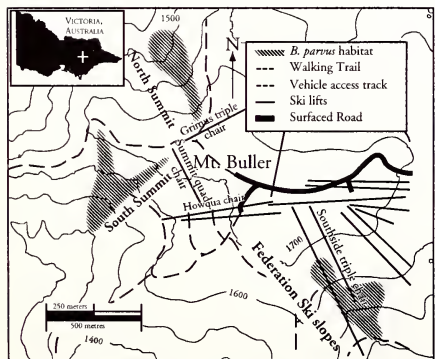 VICTORIA,
AUSTRALIA
1500
N
B. parvus habitat
Walking Trail
Vehicle access track
Ski lifts
Surfaced Road
North Summit
Grimus triple
chair
Mt. Buller
Summit quad
chair
South Summit
Howqua chair
Southside triple chair
1700
Federation Ski slopes
1600
250 meters
500 metres
1400